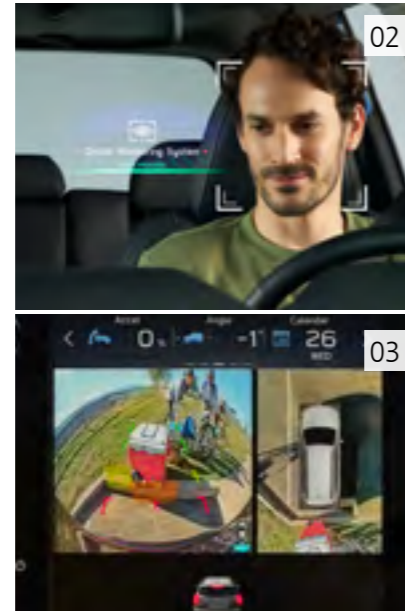 02
Driver Monitoring System
03
Accel Angle Calendar
0 % -1° 26
WED